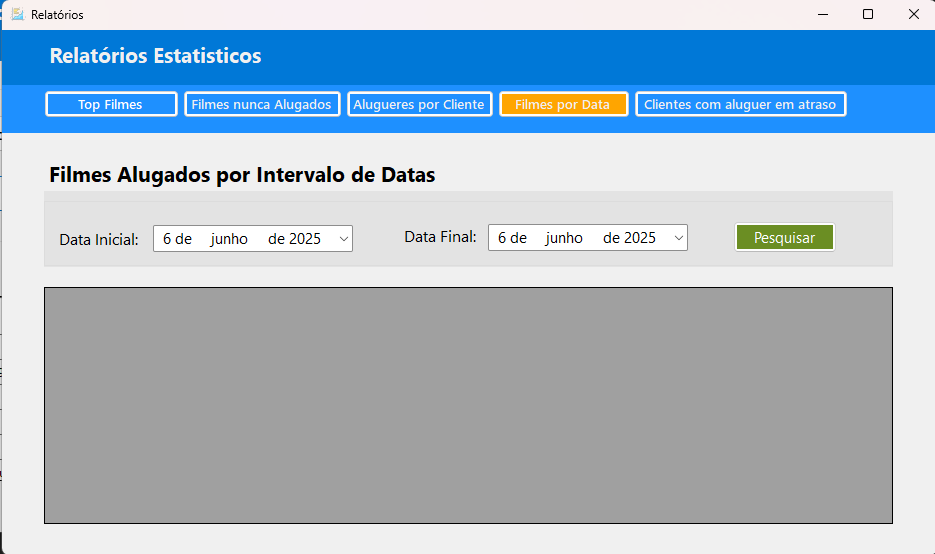 Relatórios
Relatórios Estatisticos
Top Filmes Filmes nunca Alugados Alugueres por Cliente Filmes por Data Clientes com aluguer em atraso
Filmes Alugados por Intervalo de Datas
Data Inicial: 6 de junho de 2025 Data Final: 6 de junho de 2025 Pesquisar